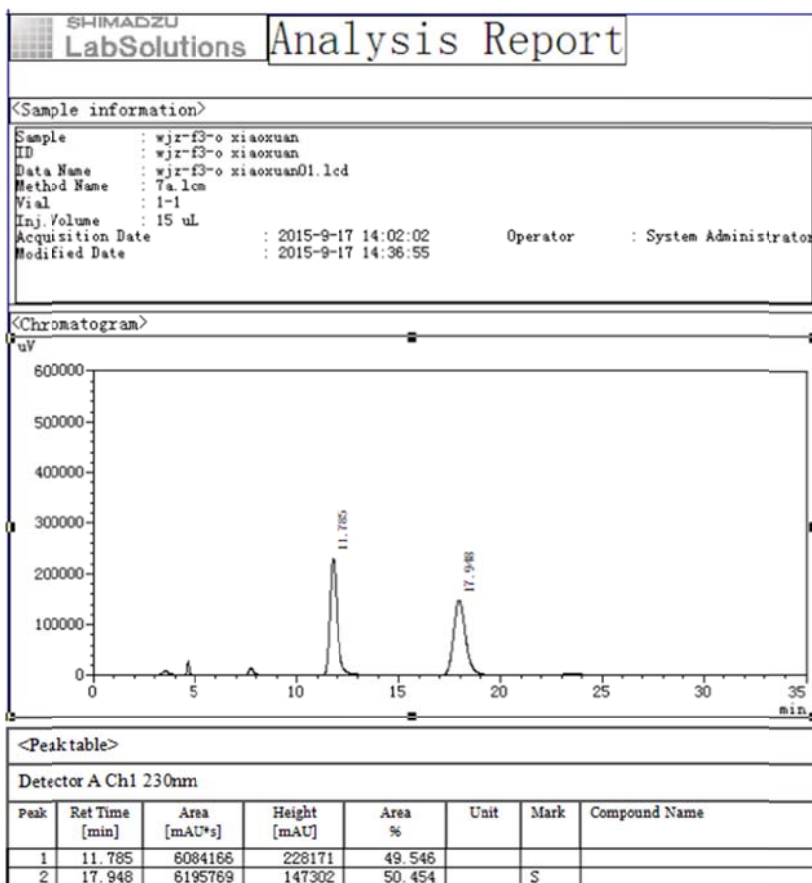 SHIMADZU
LabSolutions Analysis Report
<Sample information>
Sample : wjz-f3-o xiaoxuan
ID : wjz-f3-o xiaoxuan
Data Name : wjz-f3-o xiaoxuan01.lcd
Method Name : 7a.lcm
Vial : 1-1
Inj.Volume : 15 uL
Acquisition Date : 2015-9-17 14:02:02 Operator : System Administrator
Modified Date : 2015-9-17 14:36:55
<Chromatogram>
uV
600000
500000
400000
300000
200000
100000
0
11.785
17.948
0 5 10 15 20 25 30 35
min
<Peak table>
Detector A Ch1 230nm
Peak Ret Time [min] Area [mAU*s] Height [mAU] Area % Unit Mark Compound Name
1 11.785 6084166 228171 49.546
2 17.948 6195769 147302 50.454 S